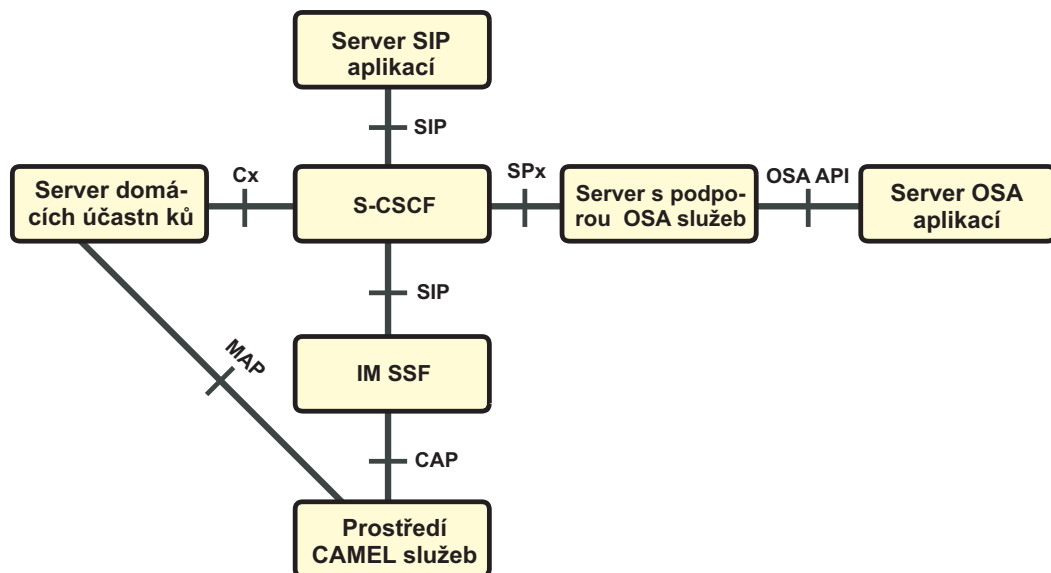 Server SIP
aplikací
SIP
Server domá-
cích účastn ků
Cx
S-CSCF
SPx
Server s podpo-
rou OSA služeb
OSA API
Server OSA
aplikací
SIP
MAP
IM SSF
CAP
Prostředí
CAMEL služeb